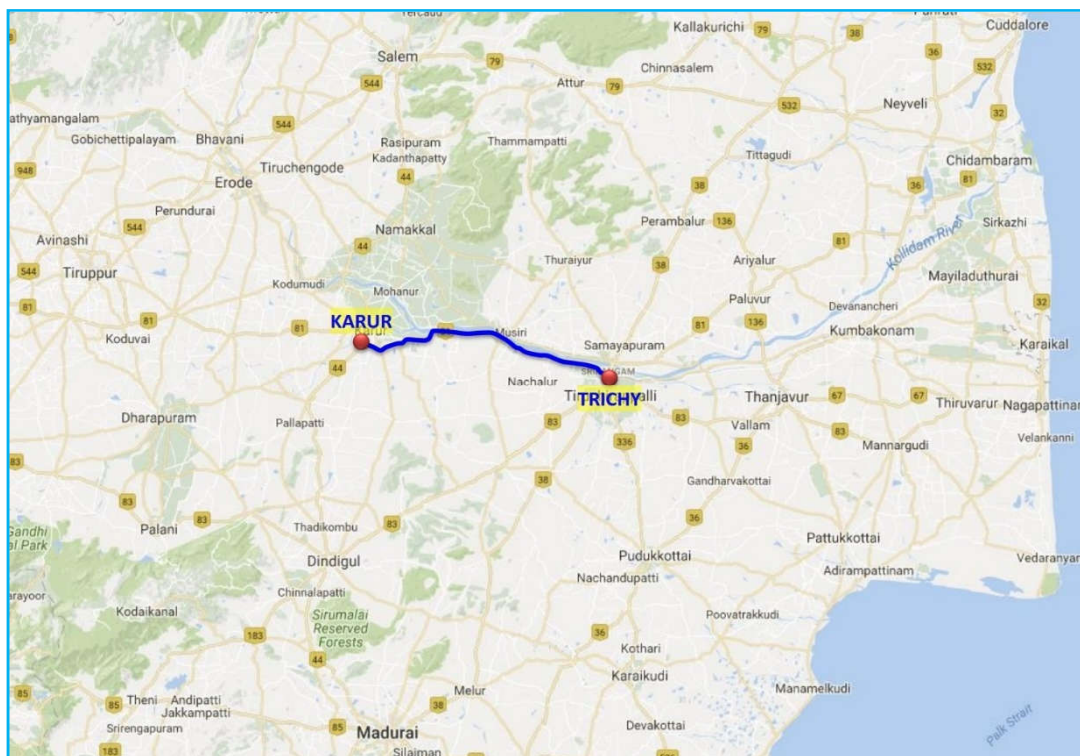 Salem
79
544
Kallakurichi
79
38
Cuddalore
36
Chinnasalem
532
Attur
79
532
Neyveli
athyamangalam
Bhavani
544
Gobichettipalayam
Rasipuram
Kadanthapatty
Thammampatti
32
Tiruchengode
44
Tittagudi
Chidambaram
948
Erode
38
36
81
Perundurai
Perambalur
136
Kollidam River
Sirkazhi
544
Avinashi
Namakkal
44
81
Tiruppur
544
Thuraiyur
38
Ariyalur
Mayiladuthurai
Kodumudi
Mohanur
Paluvur
Devanancheri
32
81
81
81
KARUR
Musiri
81
136
Kumbakonam
Koduvai
Samayapuram
Karaikal
44
Nachalur
TRICHY
Thanjavur
67
67
Thiruvarur
Nagapattinam
Dharapuram
Pallapatti
83
83
Vallam
83
336
36
Mannargudi
Velankanni
83
38
Gandharvakottai
83
Palani
83
Thadikombu
83
36
Gandhi
al Park
Pattukkottai
Dindigul
Pudukkottai
Vedaranyam
Nachandupatti
Adirampattinam
arayoor
Kodaikanal
Chinnalapatti
Poovatrakkudi
Sirumalai
Reserved
Forests
183
36
38
44
Kothari
Karaikudi
85
Theni
Andipatti
85
Jakkampatti
Melur
38
36
Manamelkudi
Srirengapuram
85
Madurai
Devakottai
Palk Strait
183
Silaiman
38